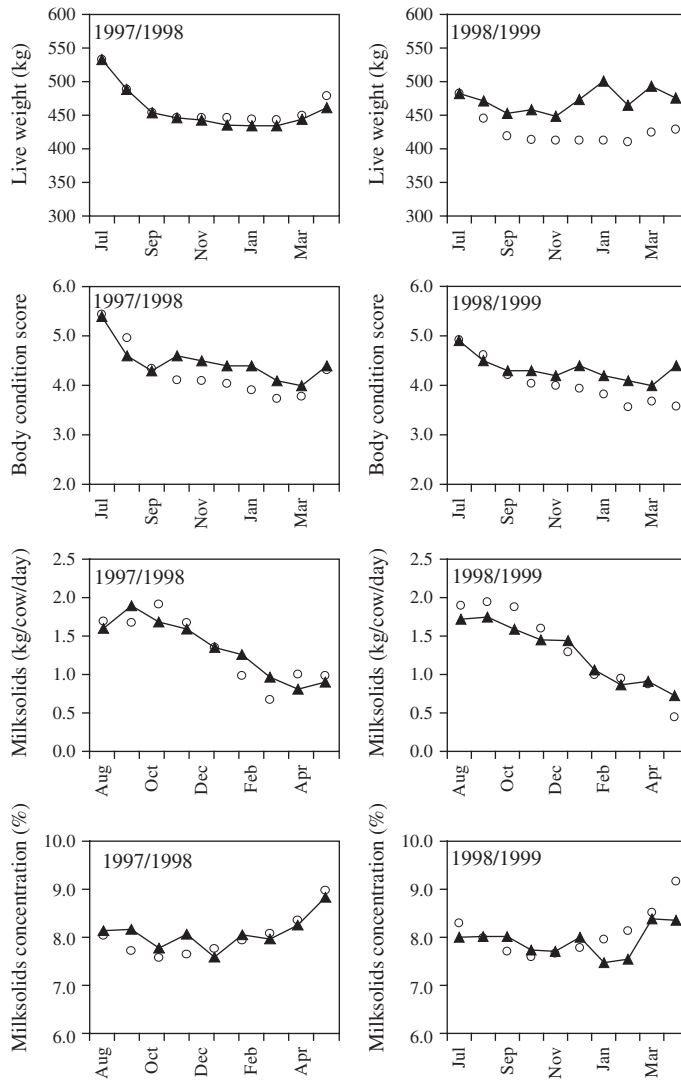 Live weight (kg)
600
550
500
450
400
350
300
1997/1998
Jul
Sep
Nov
Jan
Mar
Live weight (kg)
600
550
500
450
400
350
300
1998/1999
Jul
Sep
Nov
Jan
Mar
Body condition score
6.0
5.0
4.0
3.0
2.0
1997/1998
Jul
Sep
Nov
Jan
Mar
Body condition score
6.0
5.0
4.0
3.0
2.0
1998/1999
Jul
Sep
Nov
Jan
Mar
Milksolids (kg/cow/day)
2.5
2.0
1.5
1.0
0.5
0.0
1997/1998
Aug
Oct
Dec
Feb
Apr
Milksolids (kg/cow/day)
2.5
2.0
1.5
1.0
0.5
0.0
1998/1999
Aug
Oct
Dec
Feb
Apr
Milksolids concentration (%)
10.0
9.0
8.0
7.0
6.0
1997/1998
Aug
Oct
Dec
Feb
Apr
Milksolids concentration (%)
10.0
9.0
8.0
7.0
6.0
1998/1999
Jul
Sep
Nov
Jan
Mar